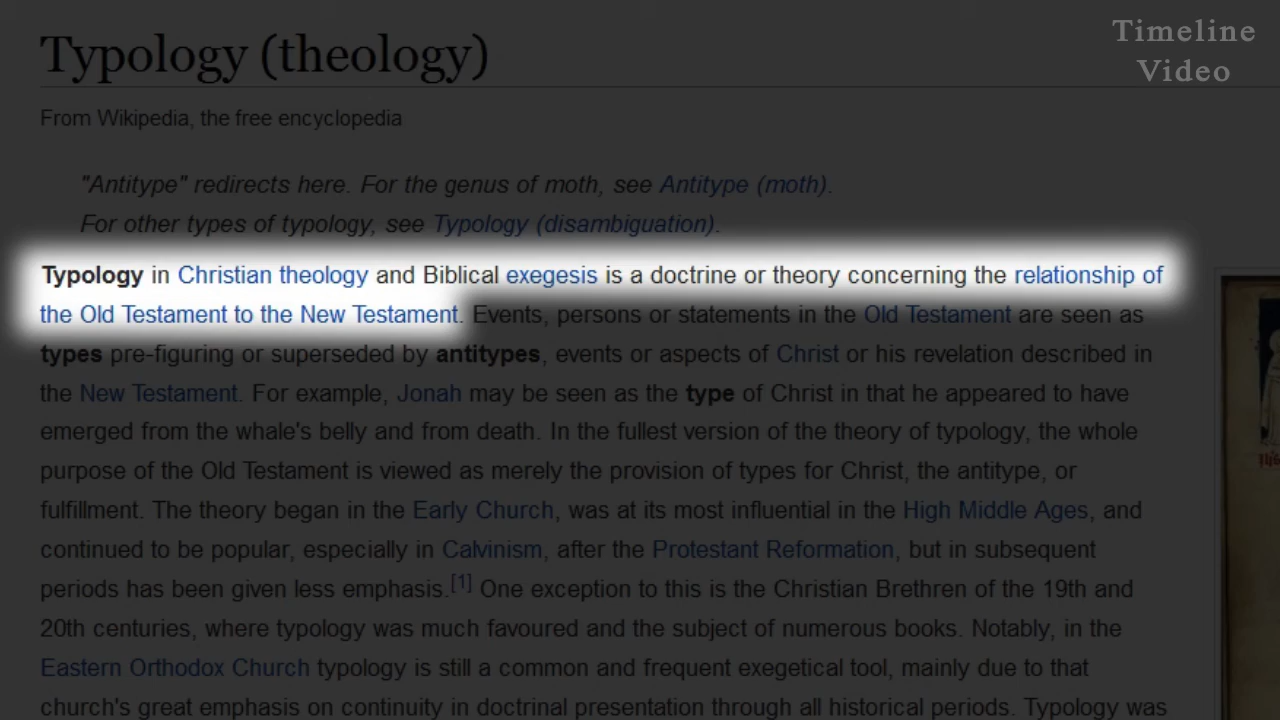 Timeline
Video
Typology (theology)
From Wikipedia, the free encyclopedia
"Antitype" redirects here. For the genus of moth, see Antitype (moth).
For other types of typology, see Typology (disambiguation).
Typology in Christian theology and Biblical exegesis is a doctrine or theory concerning the relationship of
the Old Testament to the New Testament. Events, persons or statements in the Old Testament are seen as
types pre-figuring or superseded by antitypes, events or aspects of Christ or his revelation described in
the New Testament. For example, Jonah may be seen as the type of Christ in that he appeared to have
emerged from the whale's belly and from death. In the fullest version of the theory of typology, the whole
purpose of the Old Testament is viewed as merely the provision of types for Christ, the antitype, or
fulfillment. The theory began in the Early Church, was at its most influential in the High Middle Ages, and
continued to be popular, especially in Calvinism, after the Protestant Reformation, but in subsequent
periods has been given less emphasis.[1] One exception to this is the Christian Brethren of the 19th and
20th centuries, where typology was much favoured and the subject of numerous books. Notably, in the
Eastern Orthodox Church typology is still a common and frequent exegetical tool, mainly due to that
church's great emphasis on continuity in doctrinal presentation through all historical periods. Typology was